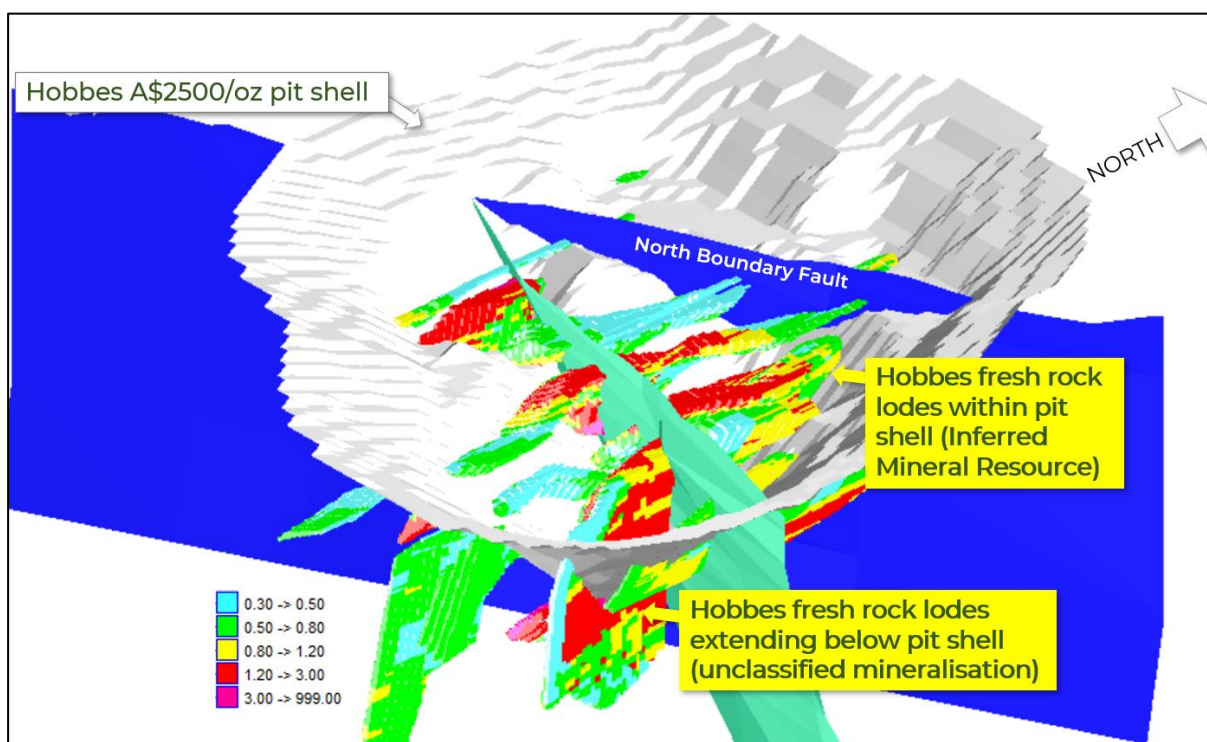 Hobbes A$2500/oz pit shell
NORTH
North Boundary Fault
Hobbes fresh rock
lodes within pit
shell (Inferred
Mineral Resource)
0.30 -> 0.50
0.50 -> 0.80
0.80 -> 1.20
1.20 -> 3.00
3.00 -> 999.00
Hobbes fresh rock lodes
extending below pit shell
(unclassified mineralisation)